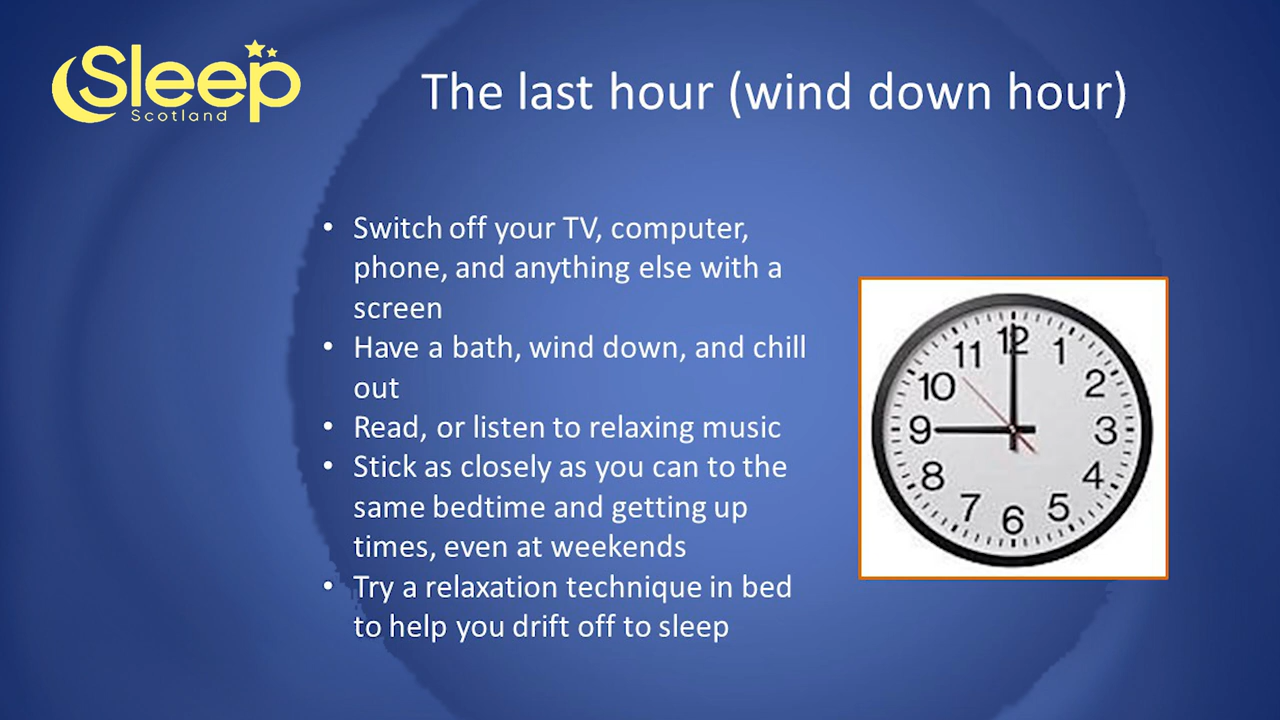 Sleep
Scotland
The last hour (wind down hour)
• Switch off your TV, computer,
phone, and anything else with a
screen
• Have a bath, wind down, and chill
out
• Read, or listen to relaxing music
• Stick as closely as you can to the
same bedtime and getting up
times, even at weekends
• Try a relaxation technique in bed
to help you drift off to sleep
12
11 1
10 2
9 3
8 4
7 5
6